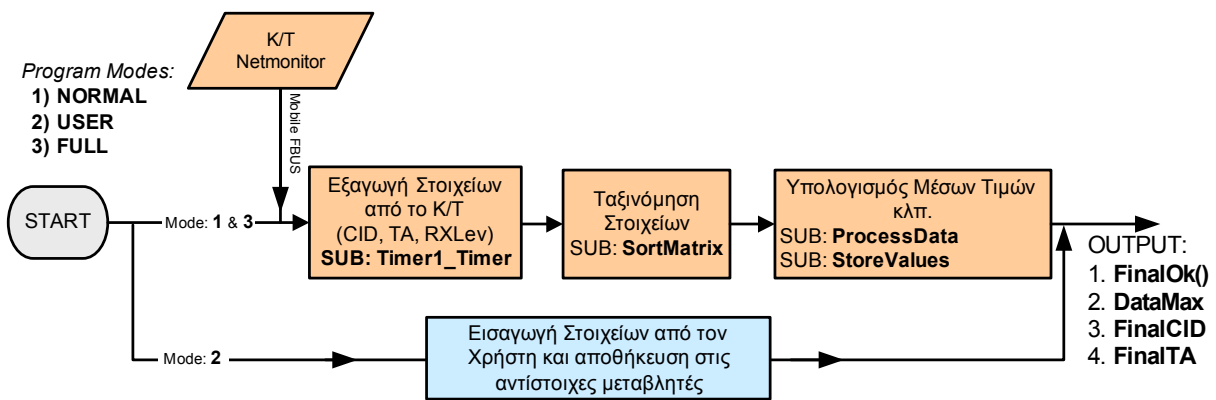 K/T
Netmonitor
Program Modes:
1) NORMAL
2) USER
3) FULL
Mobile FBUS
START
Mode: 1 & 3
Εξαγωγή Στοιχείων
από το Κ/Τ
(CID, TA, RXLev)
SUB: Timer1_Timer
Ταξινόμηση
Στοιχείων
SUB: SortMatrix
Υπολογισμός Μέσων Τιμών
κλπ.
SUB: ProcessData
SUB: StoreValues
OUTPUT:
1. FinalOk()
2. DataMax
3. FinalCID
4. FinalTA
Mode: 2
Εισαγωγή Στοιχείων από τον
Χρήστη και αποθήκευση στις
αντίστοιχες μεταβλητές